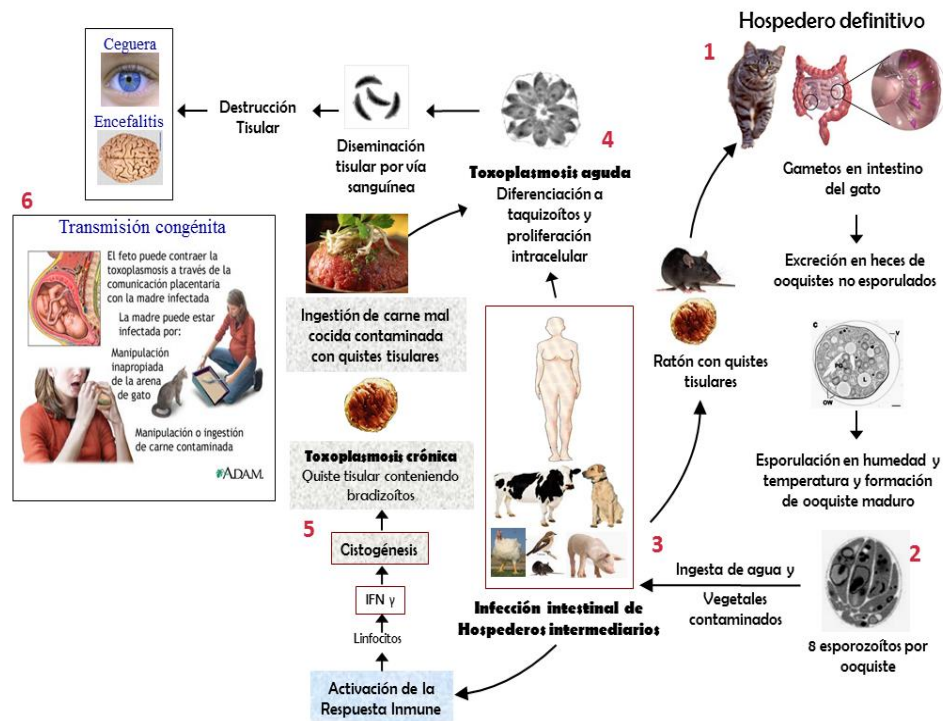 Hospedero definitivo
1
Gametos en intestino
del gato
Excreción en heces de
ooquistes no esporulados
C
V
PG
L
OW
Esporulación en humedad y
temperatura y formación
de ooquiste maduro
2
8 esporozoítos por
ooquiste
3
Ingesta de agua y
Vegetales
contaminados
Infección intestinal de
Hospederos intermediarios
Ratón con quistes
tisulares
4
Toxoplasmosis aguda
Diferenciación a
taquizoítos y
proliferación
intracelular
Diseminación
tisular por vía
sanguínea
Destrucción
Tisular
Ceguera
Encefalitis
Ingestión de carne mal
cocida contaminada
con quistes tisulares
Toxoplasmosis crónica
Quiste tisular conteniendo
bradizoítos
5
Cistogénesis
IFN γ
Linfocitos
Activación de la
Respuesta Inmune
6
Transmisión congénita
El feto puede contraer la
toxoplasmosis a través de la
comunicación placentaria
con la madre infectada
La madre puede estar
infectada por:
Manipulación
inapropiada
de la arena
de gato
Manipulación o ingestión
de carne contaminada
ADAM.